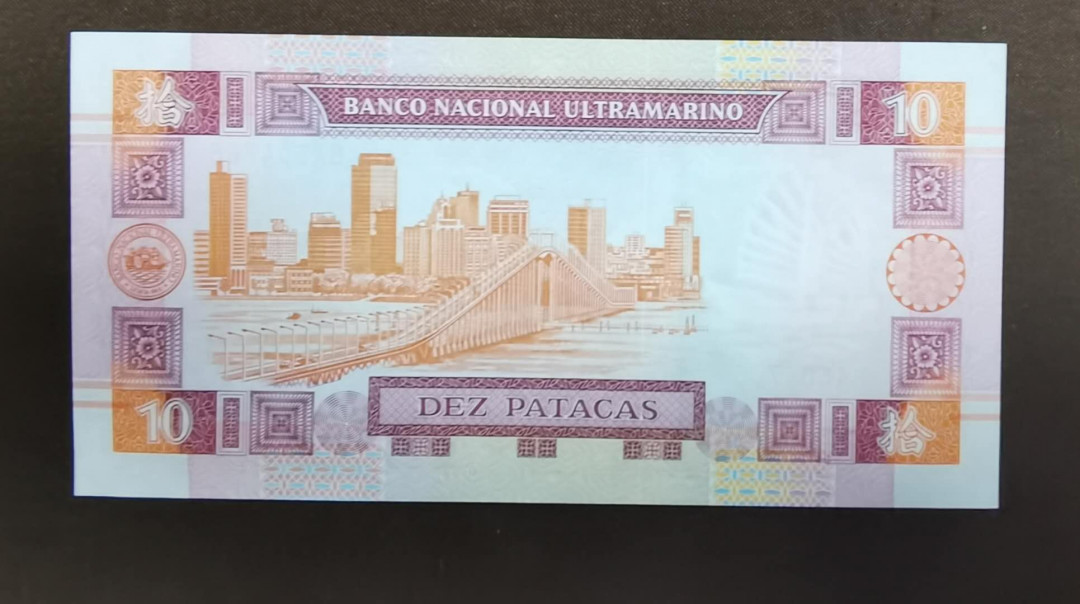 拾 BANCO NACIONAL ULTRAMARINO 10
10 DEZ PATACAS 拾